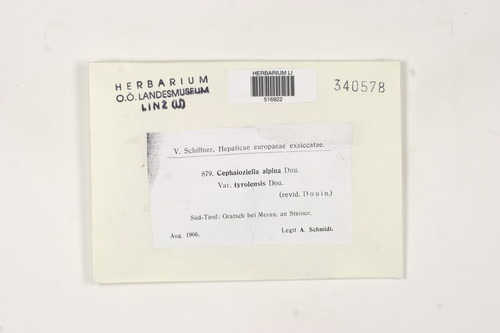 HERBARIUM
O.Ö. LANDESMUSEUM
LINZ (LI)
HERBARIUM LI
516922
340578
V. Schiffner, Hepaticae europaeae exsiccatae.
879. Cephaloziella alpina Dou.
Var. tyrolensis Dou.
(revid. Douin.)
Süd-Tirol: Gratsch bei Meran, an Steinen.
Aug. 1906.
Legit A. Schmidt.